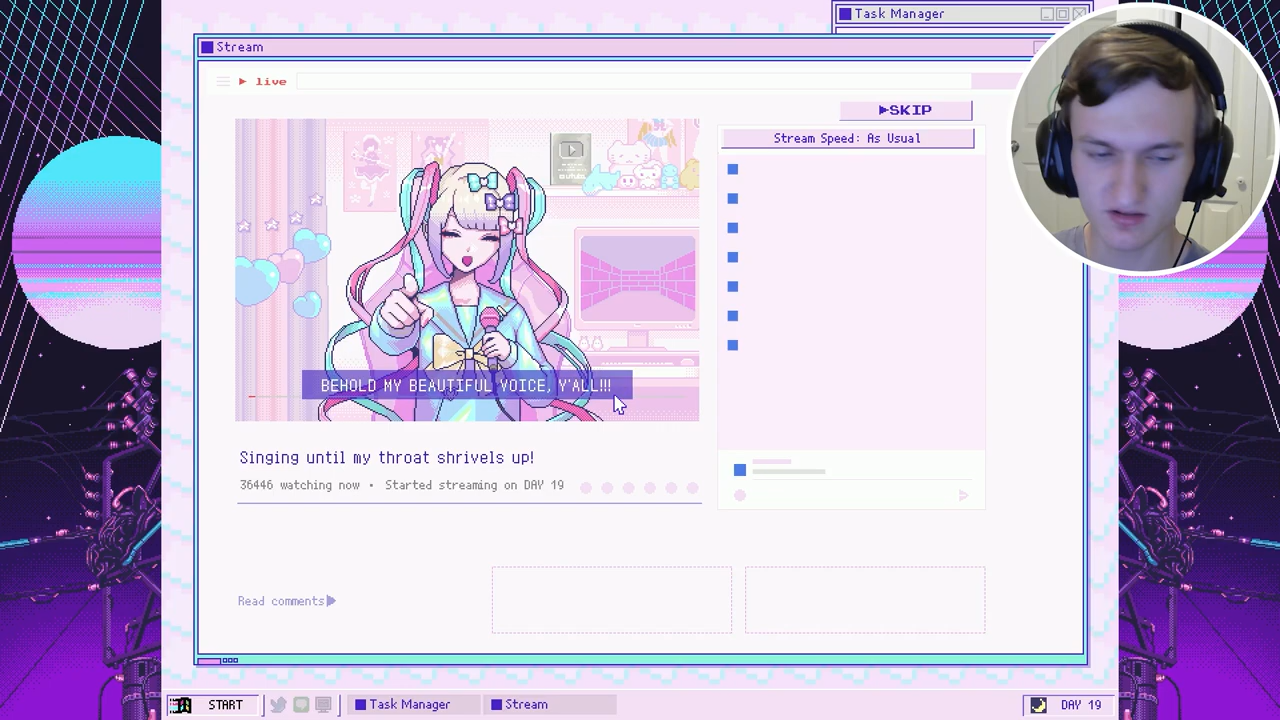 Task Manager
Stream
live
SKIP
Stream Speed: As Usual
BEHOLD MY BEAUTIFUL VOICE, Y'ALL!!!
Singing until my throat shrivels up!
36446 watching now • Started streaming on DAY 19
Read comments
START
Task Manager
Stream
DAY 19